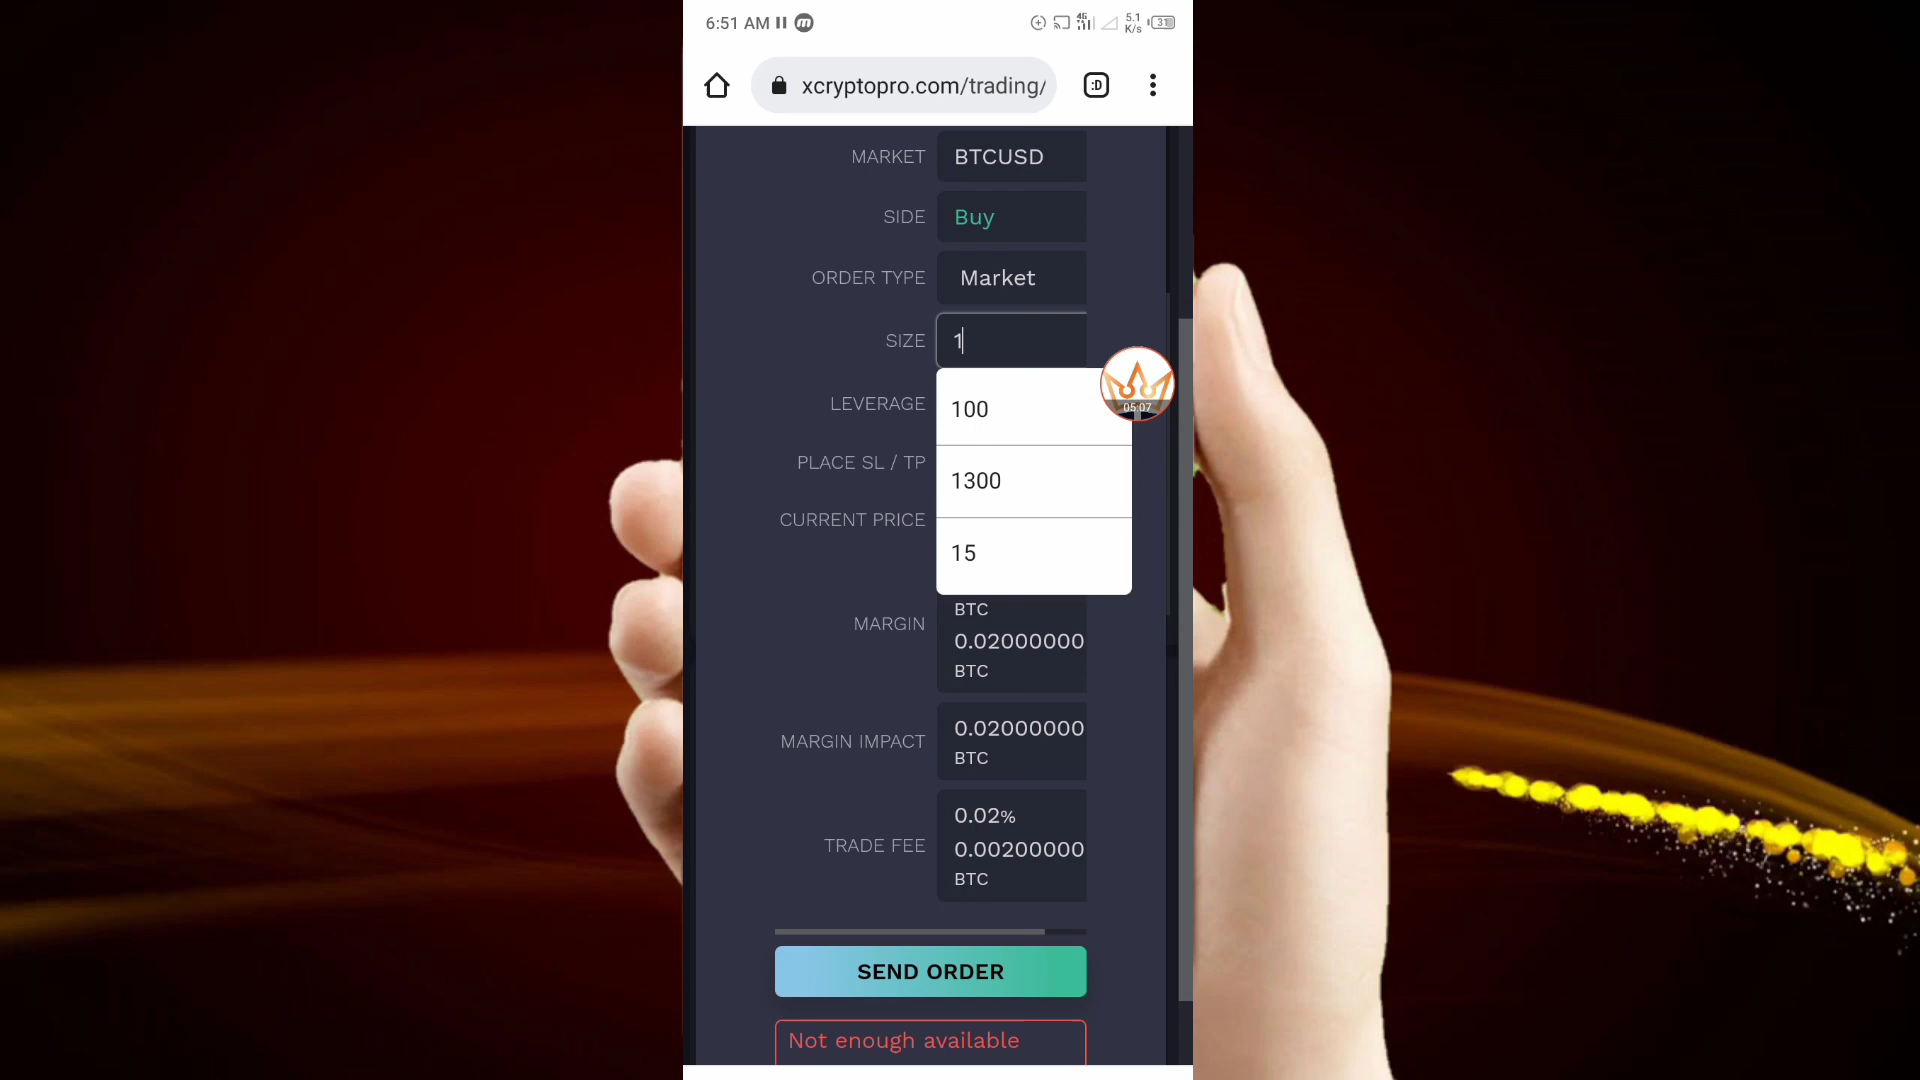 6:51 AM
4G
5.1
K/s
31
xcryptopro.com/trading/
:D
MARKET BTCUSD
SIDE Buy
ORDER TYPE Market
SIZE 1
05:07
LEVERAGE
100
PLACE SL / TP
1300
CURRENT PRICE
15
BTC
MARGIN
0.02000000
BTC
MARGIN IMPACT
0.02000000
BTC
TRADE FEE
0.02%
0.00200000
BTC
SEND ORDER
Not enough available